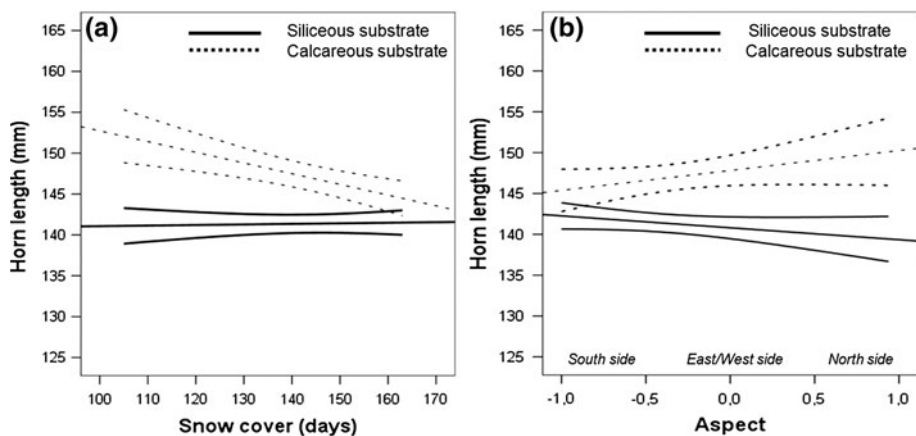 (a)
Siliceous substrate
Calcareous substrate
Horn length (mm)
165
160
155
150
145
140
135
130
125
100 110 120 130 140 150 160 170
Snow cover (days)
(b)
Siliceous substrate
Calcareous substrate
Horn length (mm)
165
160
155
150
145
140
135
130
125
South side East/West side North side
-1,0 -0,5 0,0 0,5 1,0
Aspect